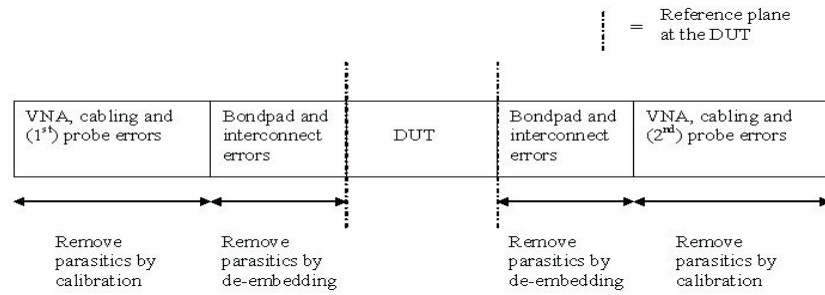 = Reference plane
at the DUT
VNA, cabling and
(1st) probe errors
Bondpad and
interconnect
errors
DUT
Bondpad and
interconnect
errors
VNA, cabling and
(2nd) probe errors
Remove
parasitics by
calibration
Remove
parasitics by
de-embedding
Remove
parasitics by
de-embedding
Remove
parasitics by
calibration